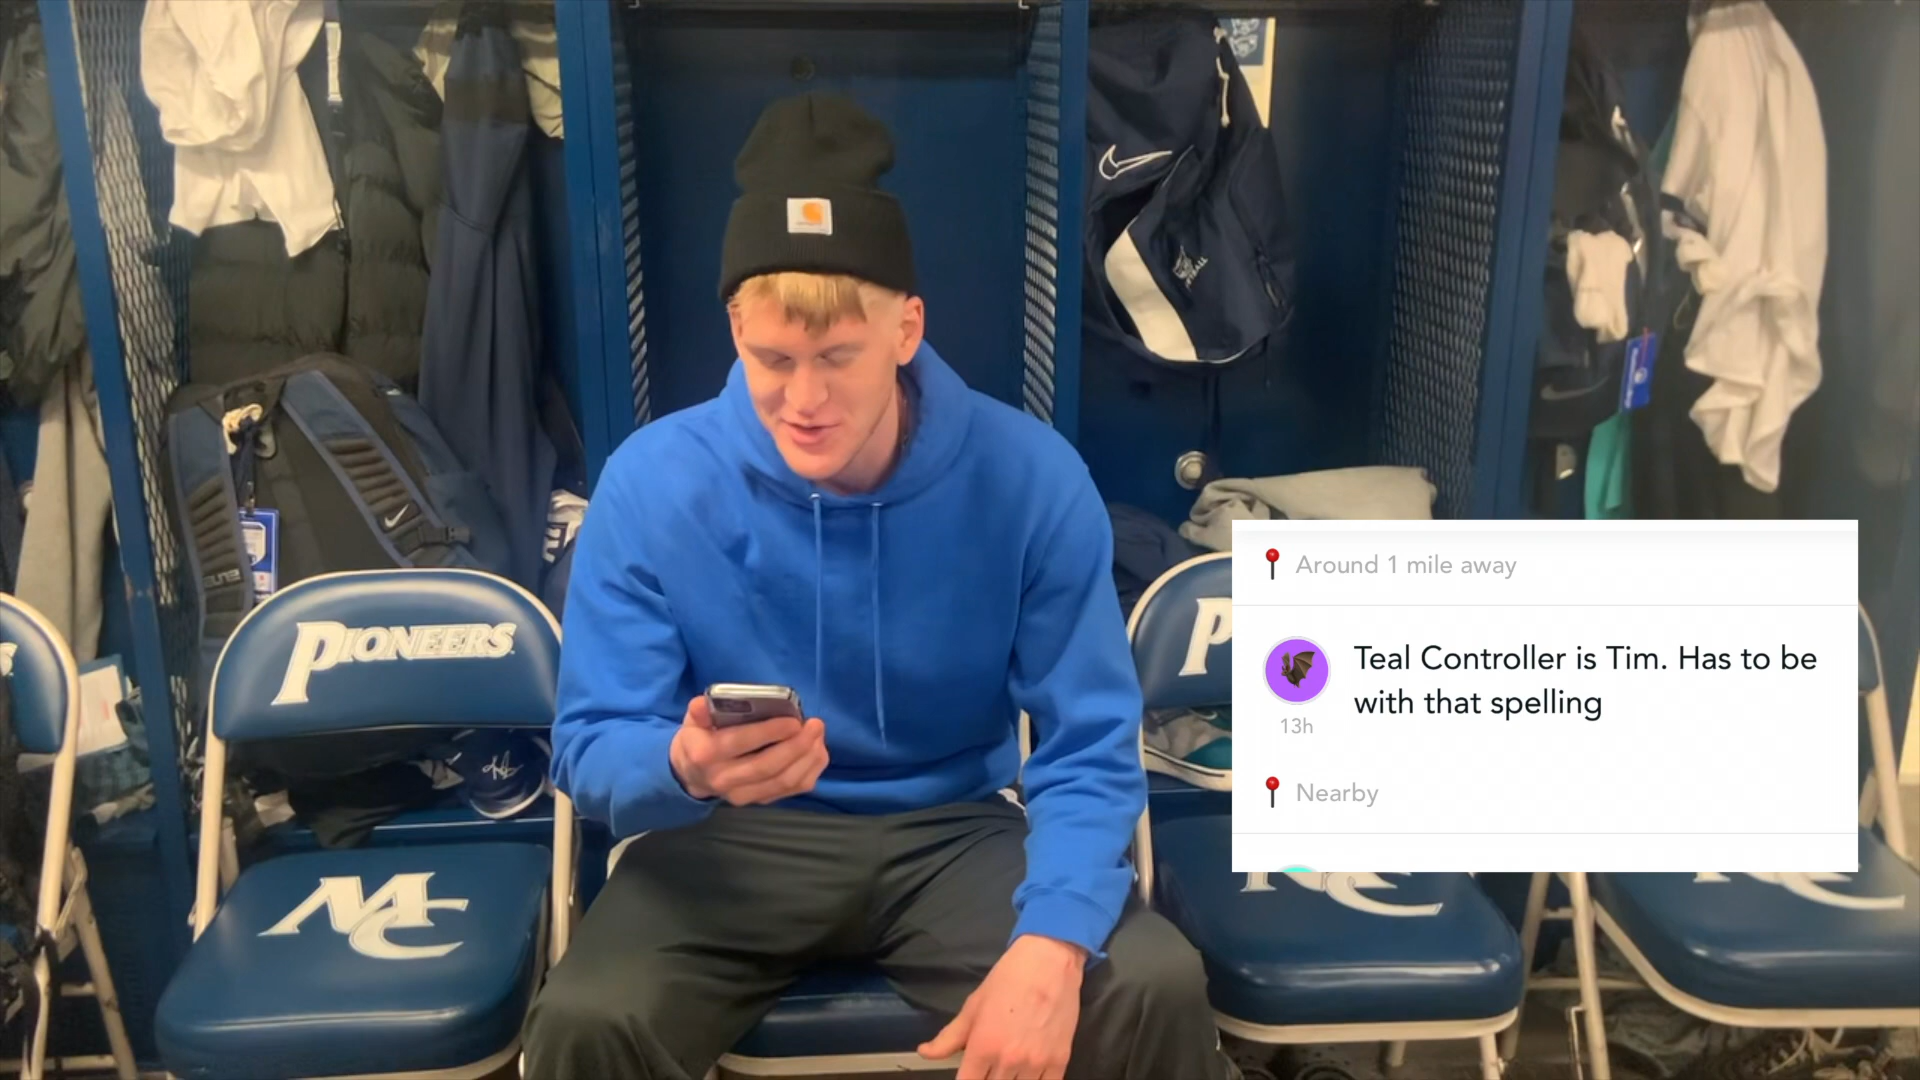 PIONEERS
MC
P
Around 1 mile away
Teal Controller is Tim. Has to be
with that spelling
13h
Nearby